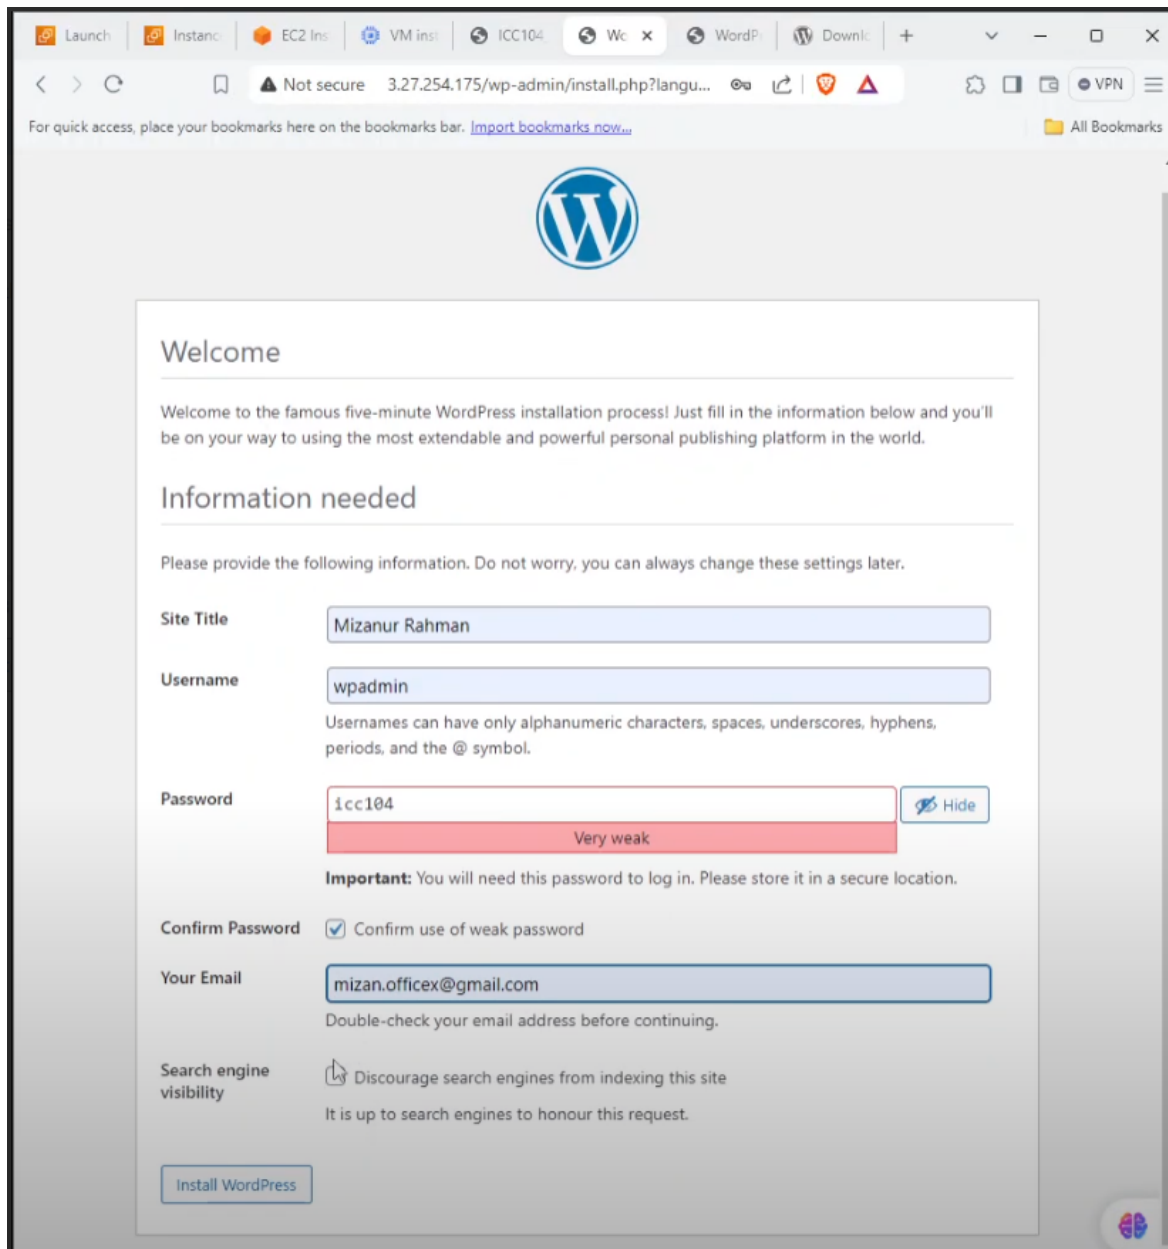 Launch Instanc EC2 Ins VM inst ICC104 Wc WordP Downlc
Not secure 3.27.254.175/wp-admin/install.php?langu... VPN
For quick access, place your bookmarks here on the bookmarks bar. Import bookmarks now... All Bookmarks
Welcome
Welcome to the famous five-minute WordPress installation process! Just fill in the information below and you'll
be on your way to using the most extendable and powerful personal publishing platform in the world.
Information needed
Please provide the following information. Do not worry, you can always change these settings later.
Site Title Mizanur Rahman
Username wpadmin
Usernames can have only alphanumeric characters, spaces, underscores, hyphens,
periods, and the @ symbol.
Password icc104 Hide
Very weak
Important: You will need this password to log in. Please store it in a secure location.
Confirm Password Confirm use of weak password
Your Email mizan.officex@gmail.com
Double-check your email address before continuing.
Search engine
visibility
Discourage search engines from indexing this site
It is up to search engines to honour this request.
Install WordPress